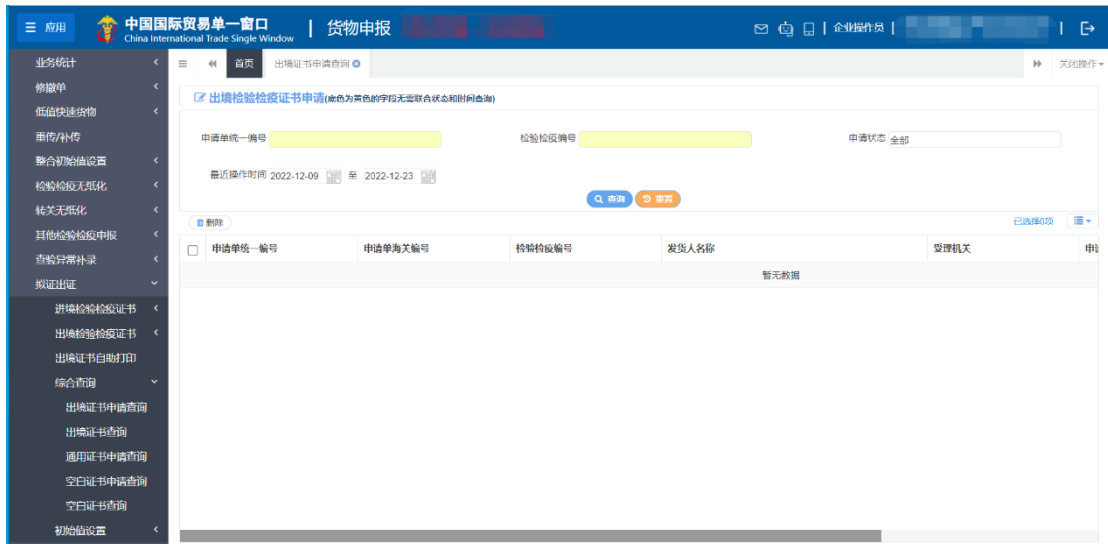 应用
中国国际贸易单一窗口
China International Trade Single Window
货物申报
企业操作员
业务统计
首页
出境证书申请查询
关闭操作
修撤单
出境检验检疫证书申请(底色为黄色的字段无需联合状态和时间查询)
低值快速货物
重传/补传
申请单统一编号
检验检疫编号
申请状态 全部
整合初始值设置
最近操作时间 2022-12-09 至 2022-12-23
检验检疫无纸化
查询
重置
转关无纸化
删除
已选择0项
其他检验检疫申报
申请单统一编号 申请单海关编号 检验检疫编号 发货人名称 受理机关
查验异常补录
暂无数据
拟证出证
进境检验检疫证书
出境检验检疫证书
出境证书自助打印
综合查询
出境证书申请查询
出境证书查询
通用证书申请查询
空白证书申请查询
空白证书查询
初始值设置